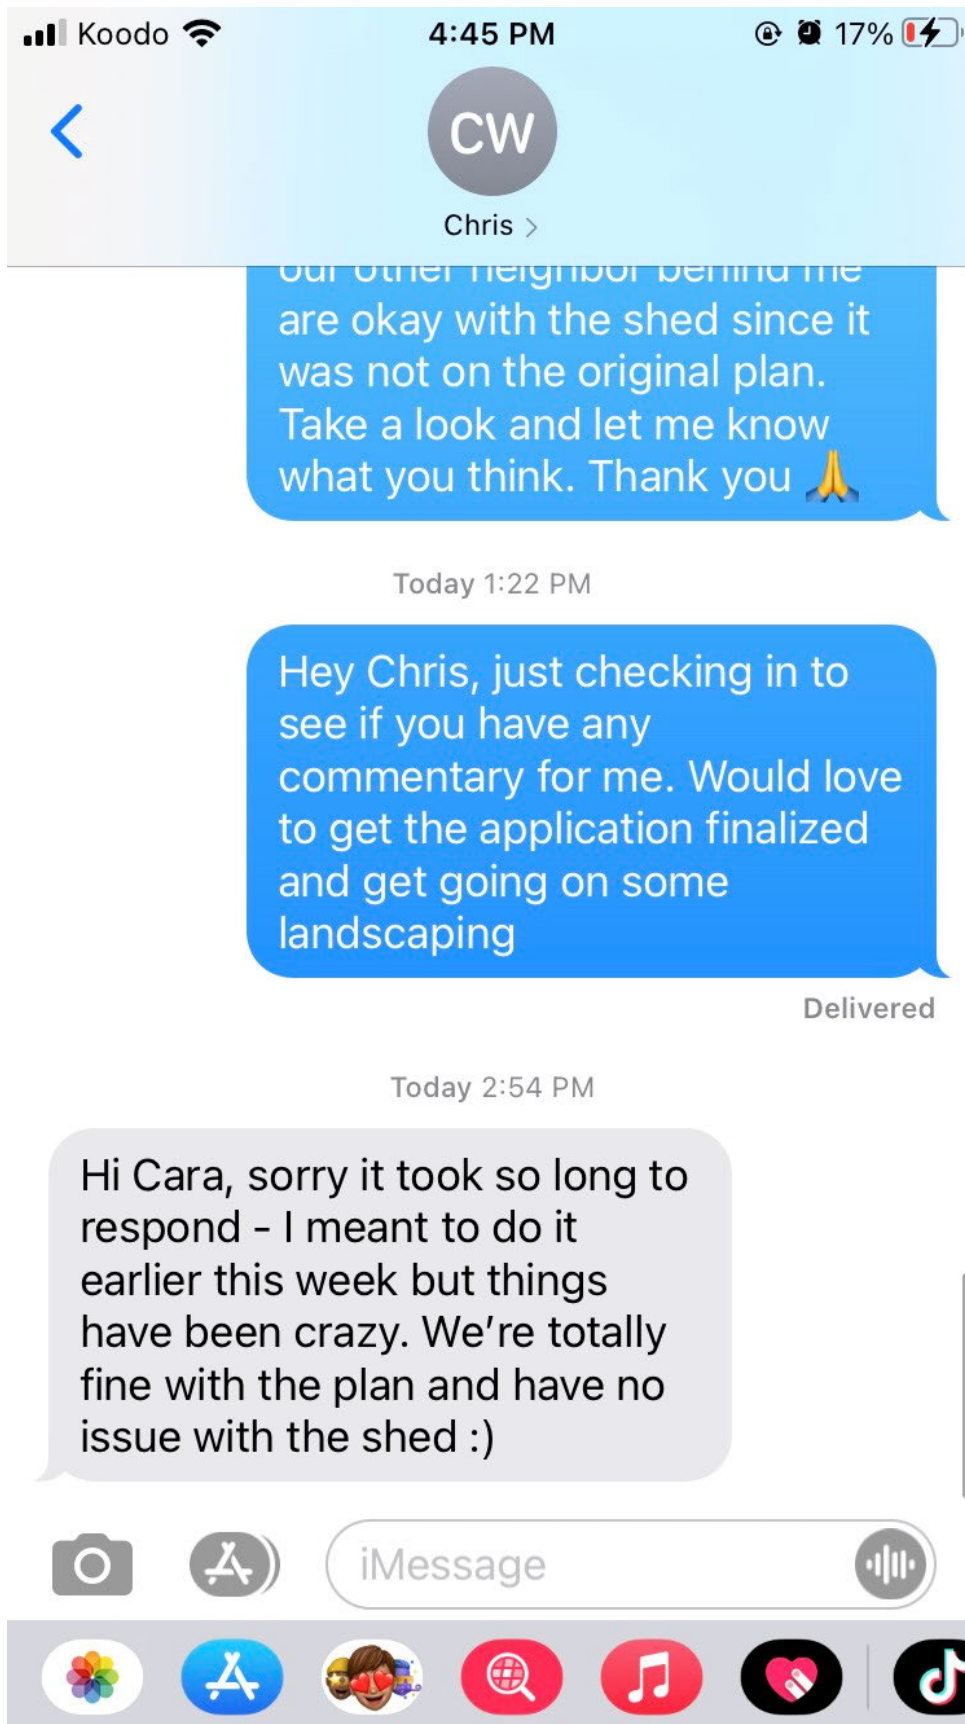 Koodo 4:45 PM 17%
CW
Chris
our other neighbor behind me
are okay with the shed since it
was not on the original plan.
Take a look and let me know
what you think. Thank you 🙏
Today 1:22 PM
Hey Chris, just checking in to
see if you have any
commentary for me. Would love
to get the application finalized
and get going on some
landscaping
Delivered
Today 2:54 PM
Hi Cara, sorry it took so long to
respond - I meant to do it
earlier this week but things
have been crazy. We’re totally
fine with the plan and have no
issue with the shed :)
iMessage